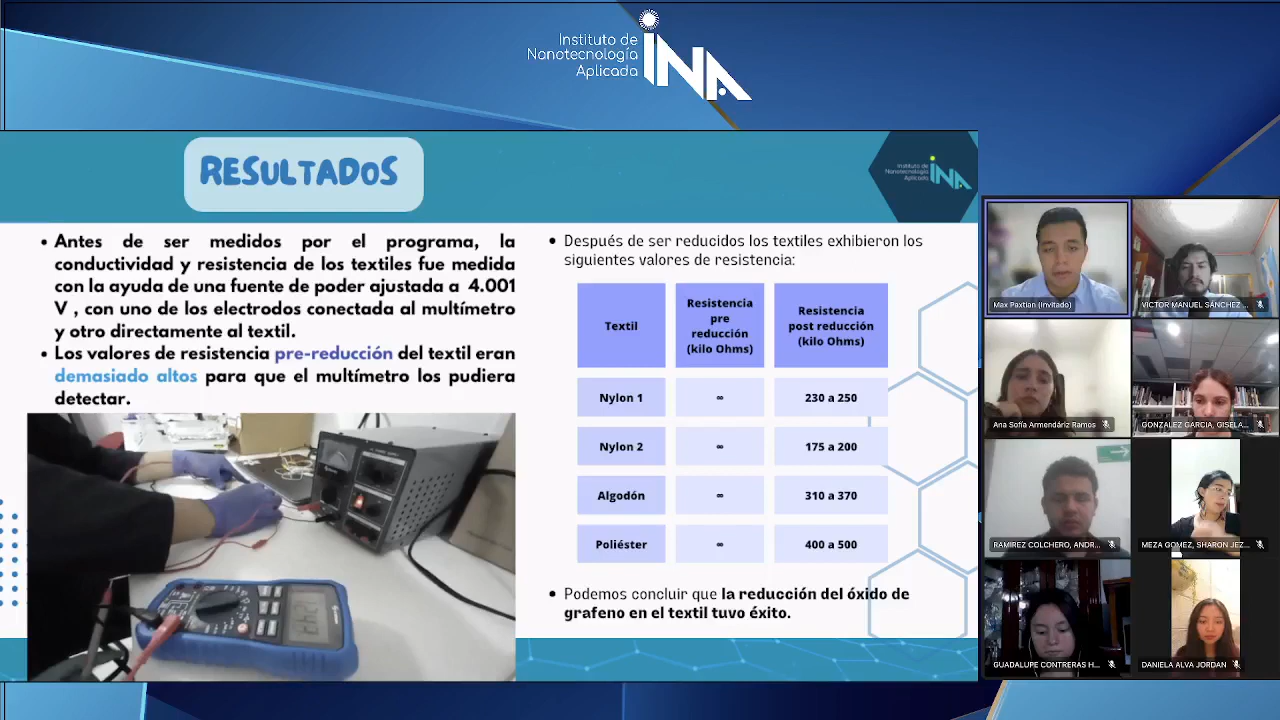 Instituto de
Nanotecnología
Aplicada
INA
RESULTADOS
Instituto de
Nanotecnología
Aplicada
INA
• Antes de ser medidos por el programa, la
conductividad y resistencia de los textiles fue medida
con la ayuda de una fuente de poder ajustada a 4.001
V , con uno de los electrodos conectada al multímetro
y otro directamente al textil.
• Los valores de resistencia pre-reducción del textil eran
demasiado altos para que el multímetro los pudiera
detectar.
• Después de ser reducidos los textiles exhibieron los
siguientes valores de resistencia:
Textil
Resistencia
pre
reducción
(kilo Ohms)
Resistencia
post reducción
(kilo Ohms)
Nylon 1 ∞ 230 a 250
Nylon 2 ∞ 175 a 200
Algodón ∞ 310 a 370
Poliéster ∞ 400 a 500
• Podemos concluir que la reducción del óxido de
grafeno en el textil tuvo éxito.
Max Paxtian (Invitado)
VICTOR MANUEL SÁNCHEZ ...
Ana Sofía Armendáriz Ramos
GONZALEZ GARCIA, GISELA...
RAMIREZ COLCHERO, ANDR...
MEZA GOMEZ, SHARON JEZ...
GUADALUPE CONTRERAS H...
DANIELA ALVA JORDAN